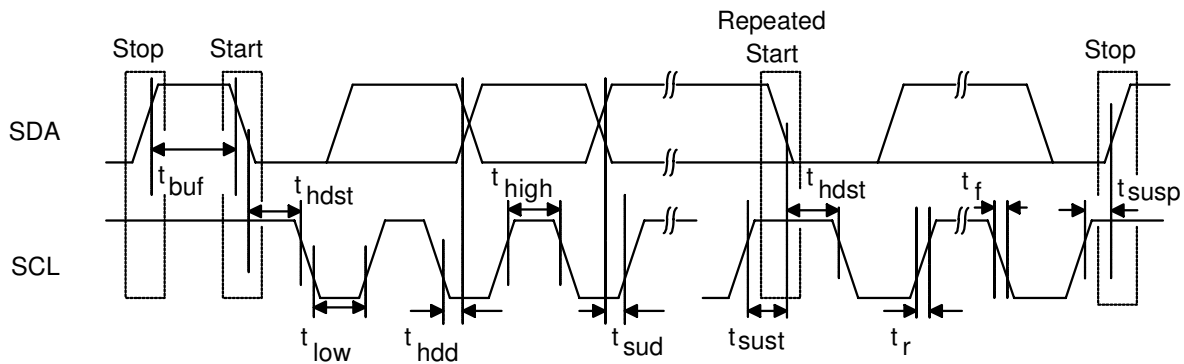 Repeated
Stop Start Start Stop
SDA
t buf t hdst t high t hdst t f t susp
SCL
t low t hdd t sud t sust t r